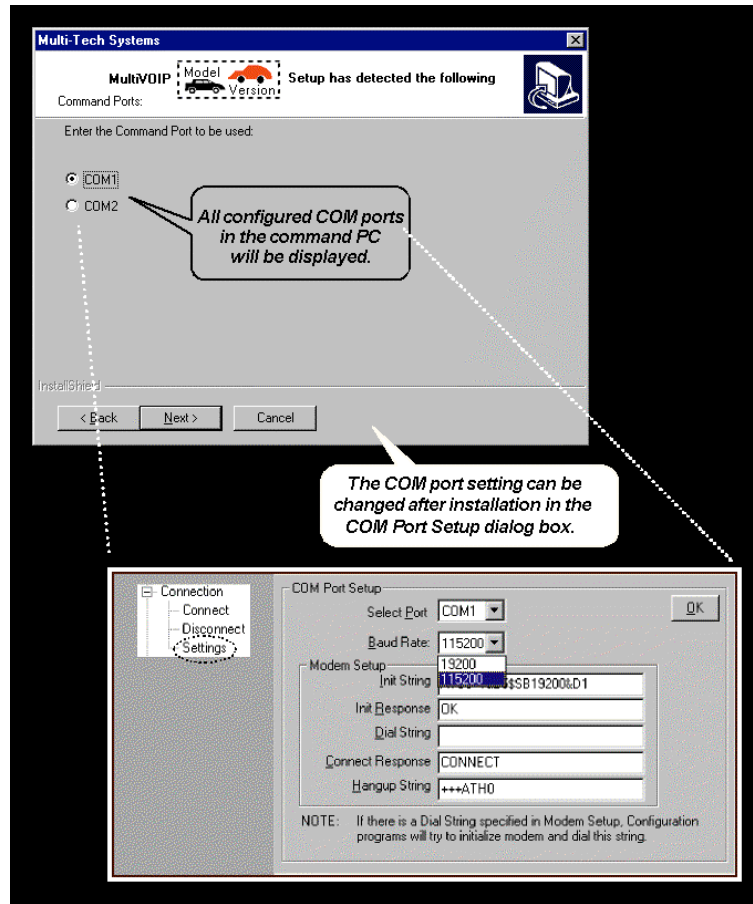 Multi-Tech Systems
MultiVOIP Model Version Setup has detected the following
Command Ports:
Enter the Command Port to be used:
COM1
COM2
All configured COM ports
in the command PC
will be displayed.
InstallShield
< Back Next > Cancel
The COM port setting can be
changed after installation in the
COM Port Setup dialog box.
Connection
Connect
Disconnect
Settings
COM Port Setup
Select Port COM1
OK
Baud Rate: 115200
19200
115200
Modem Setup
Init String $SB19200&D1
Init Response OK
Dial String
Connect Response CONNECT
Hangup String +++ATH0
NOTE: If there is a Dial String specified in Modem Setup, Configuration
programs will try to initialize modem and dial this string.